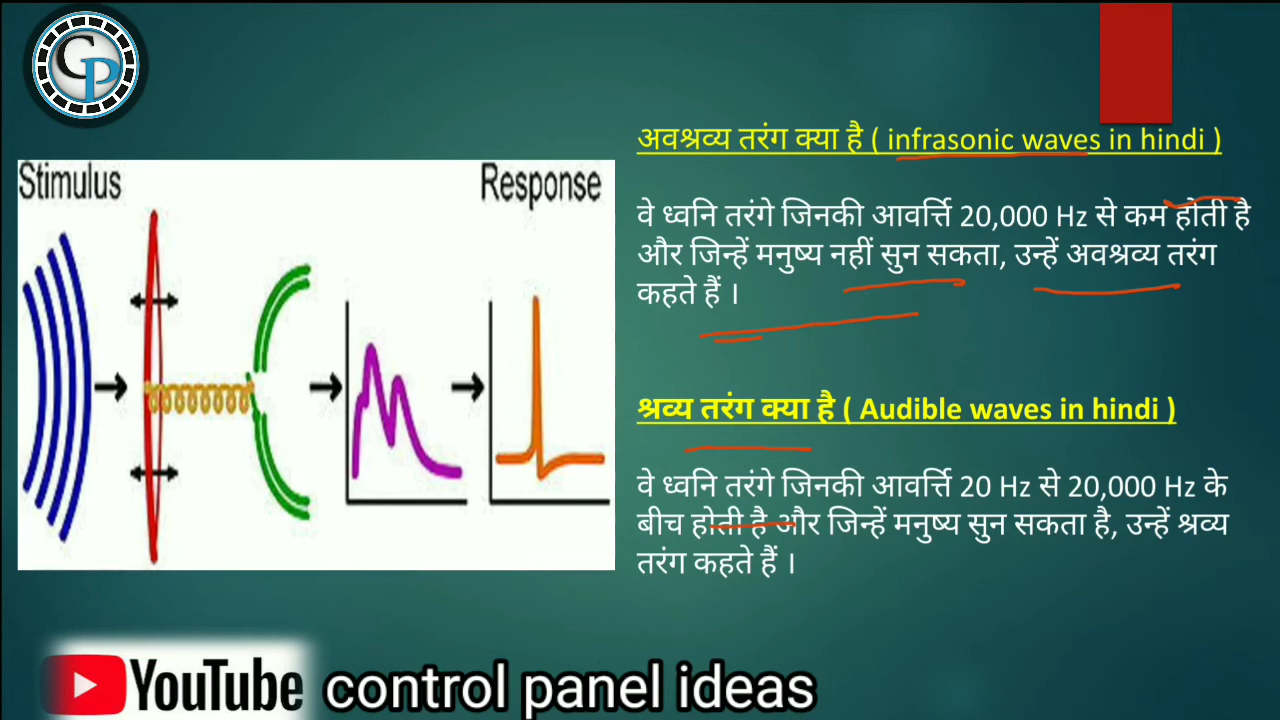 CP
Stimulus
Response
अवश्रव्य तरंग क्या है ( infrasonic waves in hindi )
वे ध्वनि तरंगे जिनकी आवर्त्ति 20,000 Hz से कम होती है
और जिन्हें मनुष्य नहीं सुन सकता, उन्हें अवश्रव्य तरंग
कहते हैं ।
श्रव्य तरंग क्या है ( Audible waves in hindi )
वे ध्वनि तरंगे जिनकी आवर्त्ति 20 Hz से 20,000 Hz के
बीच होती है और जिन्हें मनुष्य सुन सकता है, उन्हें श्रव्य
तरंग कहते हैं ।
YouTube control panel ideas